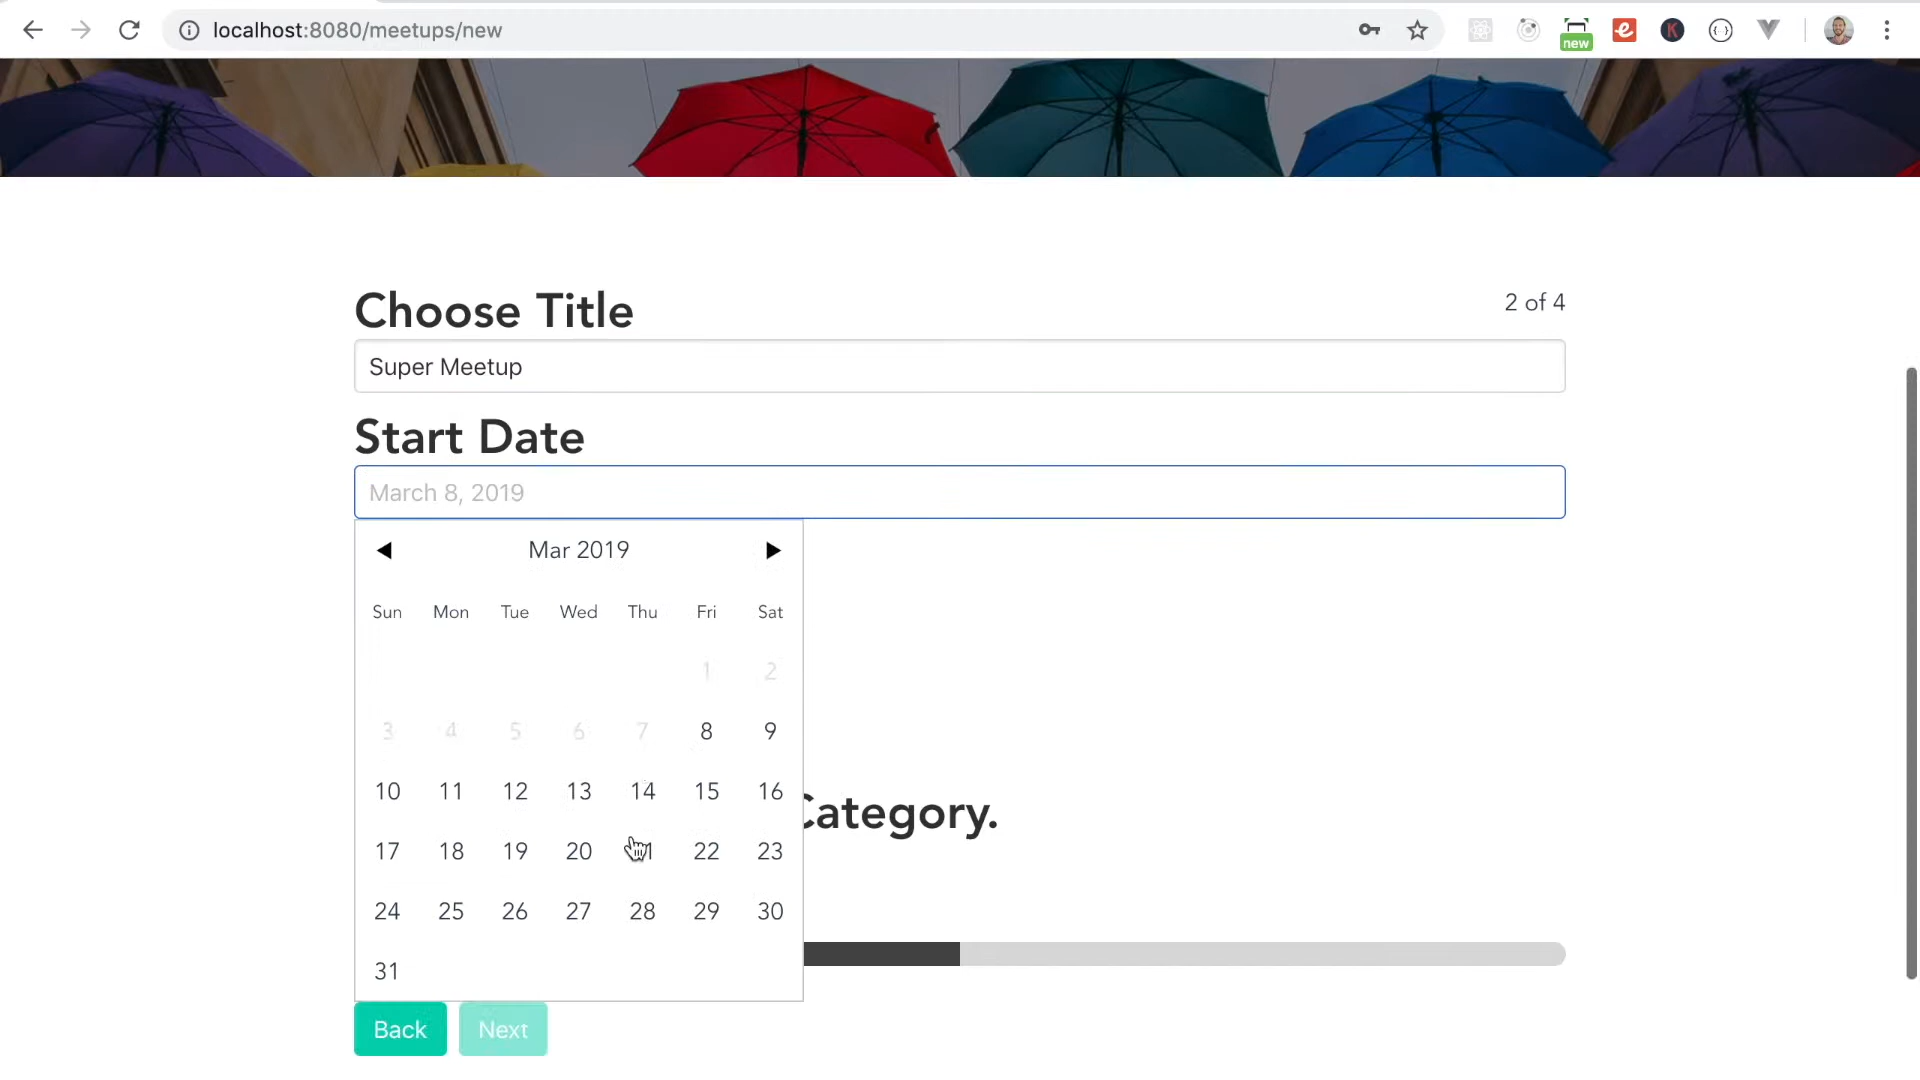 localhost:8080/meetups/new
new
K
Choose Title
2 of 4
Super Meetup
Start Date
March 8, 2019
Mar 2019
Sun Mon Tue Wed Thu Fri Sat
1 2
3 4 5 6 7 8 9
10 11 12 13 14 15 16
Category.
17 18 19 20 22 23
24 25 26 27 28 29 30
31
Back Next